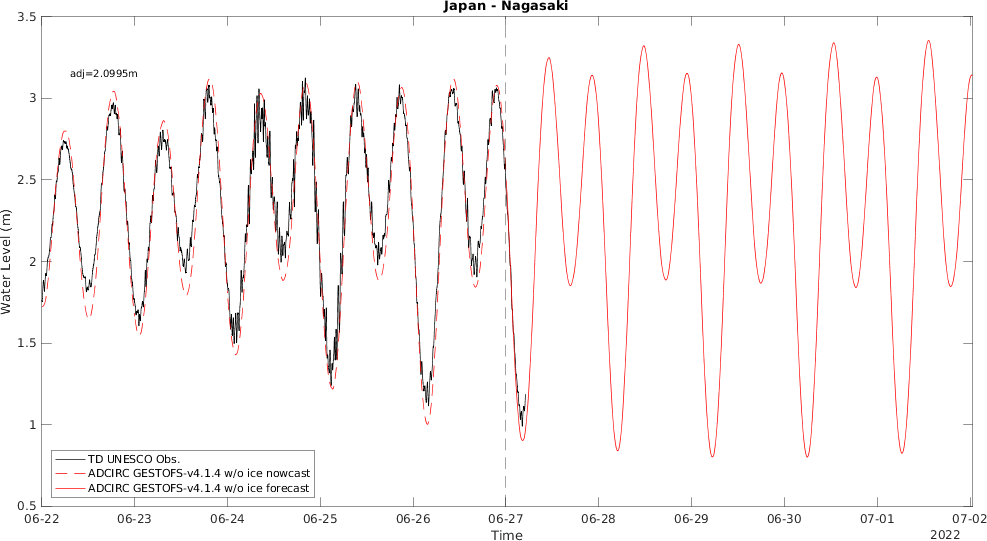 Japan - Nagasaki
3.5
adj=2.0995m
3
2.5
2
1.5
1
0.5
Water Level (m)
TD UNESCO Obs.
ADCIRC GESTOFS-v4.1.4 w/o ice nowcast
ADCIRC GESTOFS-v4.1.4 w/o ice forecast
06-22 06-23 06-24 06-25 06-26 06-27 06-28 06-29 06-30 07-01 07-02
Time
2022